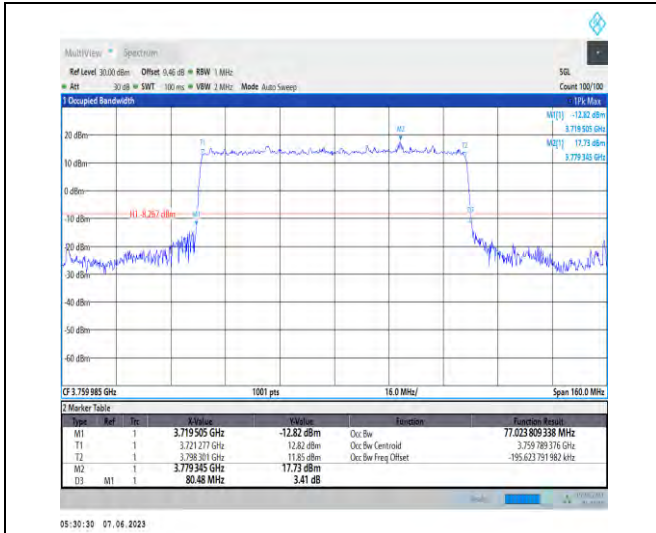 MultiView Spectrum
Ref Level 30.00 dBm Offset 9.46 dB RBW 1 MHz SGL
Att 30 dB SWT 100 ms VBW 2 MHz Mode Auto Sweep Count 100/100
1 Occupied Bandwidth 1Pk Max
M1[1] -12.82 dBm
3.719 505 GHz
M2[1] 17.73 dBm
3.779 345 GHz
20 dBm
M2
T1 T2
10 dBm
0 dBm
H1 -8.267 dBm M1 D3
-10 dBm
-20 dBm
-30 dBm
-40 dBm
-50 dBm
-60 dBm
CF 3.759 985 GHz 1001 pts 16.0 MHz/ Span 160.0 MHz
2 Marker Table
Type Ref Trc X-Value Y-Value Function Function Result
M1 1 3.719 505 GHz -12.82 dBm Occ Bw 77.023 809 338 MHz
T1 1 3.721 277 GHz 12.82 dBm Occ Bw Centroid 3.759 789 376 GHz
T2 1 3.798 301 GHz 11.85 dBm Occ Bw Freq Offset -195.623 791 982 kHz
M2 1 3.779 345 GHz 17.73 dBm
D3 M1 1 80.48 MHz 3.41 dB
05:30:30 07.06.2023